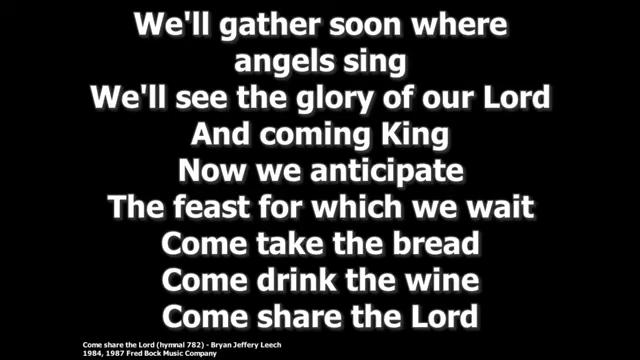 We'll gather soon where
angels sing
We'll see the glory of our Lord
And coming King
Now we anticipate
The feast for which we wait
Come take the bread
Come drink the wine
Come share the Lord
Come share the Lord (hymnal 782) - Bryan Jeffery Leech
1984, 1987 Fred Bock Music Company